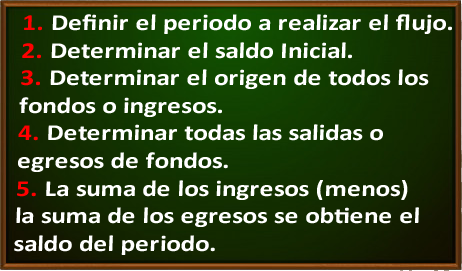 1. Definir el periodo a realizar el flujo.
2. Determinar el saldo Inicial.
3. Determinar el origen de todos los
fondos o ingresos.
4. Determinar todas las salidas o
egresos de fondos.
5. La suma de los ingresos (menos)
la suma de los egresos se obtiene el
saldo del periodo.